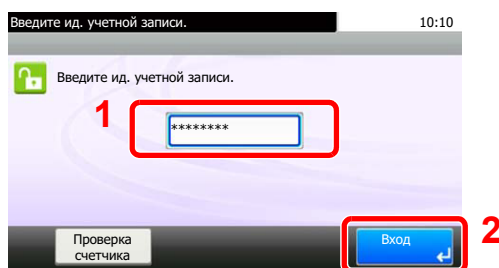 Введите ид. учетной записи.
10:10
Введите ид. учетной записи.
1
********
2
Проверка
счетчика
Вход